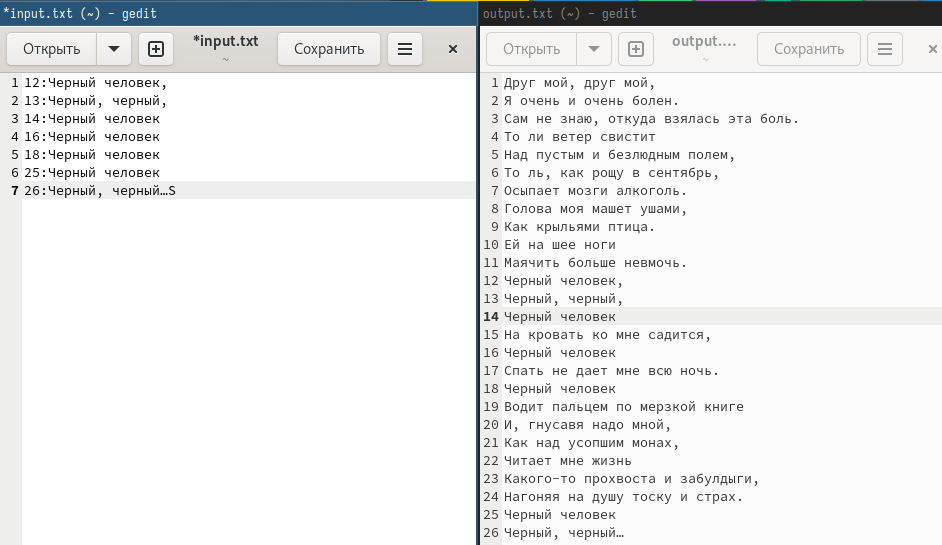 *input.txt (~) – gedit
Открыть
*input.txt
~
Сохранить
1 12:Черный человек,
2 13:Черный, черный,
3 14:Черный человек
4 16:Черный человек
5 18:Черный человек
6 25:Черный человек
7 26:Черный, черный…S
output.txt (~) – gedit
Открыть
output....
~
Сохранить
1 Друг мой, друг мой,
2 Я очень и очень болен.
3 Сам не знаю, откуда взялась эта боль.
4 То ли ветер свистит
5 Над пустым и безлюдным полем,
6 То ль, как рощу в сентябрь,
7 Осыпает мозги алкоголь.
8 Голова моя машет ушами,
9 Как крыльями птица.
10 Ей на шее ноги
11 Маячить больше невмочь.
12 Черный человек,
13 Черный, черный,
14 Черный человек
15 На кровать ко мне садится,
16 Черный человек
17 Спать не дает мне всю ночь.
18 Черный человек
19 Водит пальцем по мерзкой книге
20 И, гнусавя надо мной,
21 Как над усопшим монах,
22 Читает мне жизнь
23 Какого-то прохвоста и забулдыги,
24 Нагоняя на душу тоску и страх.
25 Черный человек
26 Черный, черный…